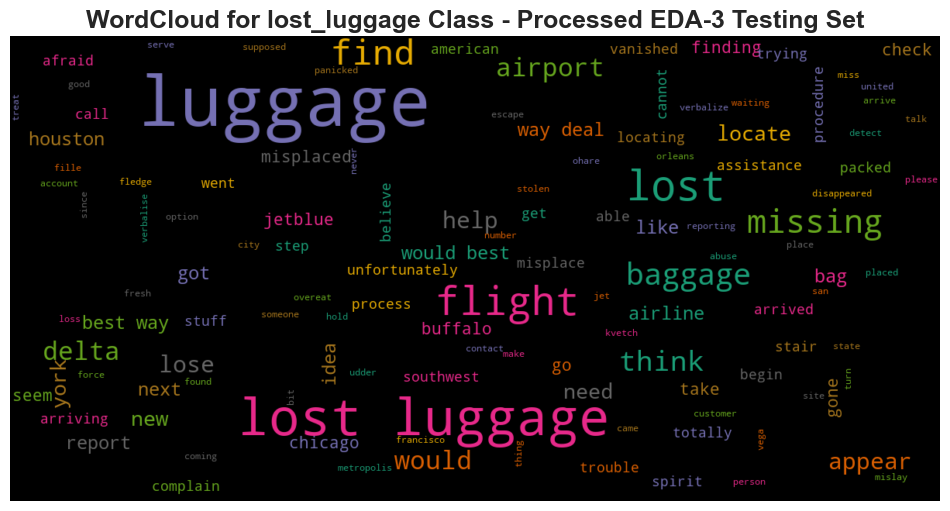 WordCloud for lost_luggage Class - Processed EDA-3 Testing Set
serve
supposed
find
american
vanished
finding
trying
check
afraid
panicked
airport
cannot
miss
good
luggage
treat
call
escape
way deal
verbalize
waiting
procedure
united
arrive
talk
houston
misplaced
never
locating
locate
detect
ohare
orleans
assistance
packed
fille
account
fledge
went
stolen
lost
please
since
verbalise
option
jetblue
believe
help
get
able
like
reporting
missing
disappeared
place
number
city
step
would best
misplace
abuse
got
unfortunately
baggage
bag
placed
fresh
overeat
process
flight
jet
san
loss
best way
stuff
someone
hold
buffalo
airline
arrived
kvetch
delta
york
lose
idea
contact
make
think
stair
state
force
udder
southwest
go
begin
turn
seem
next
found
bit
need
take
gone
site
arriving
new
lost luggage
customer
report
chicago
francisco
came
totally
vega
coming
metropolis
would
thing
trouble
appear
complain
spirit
person
mislay